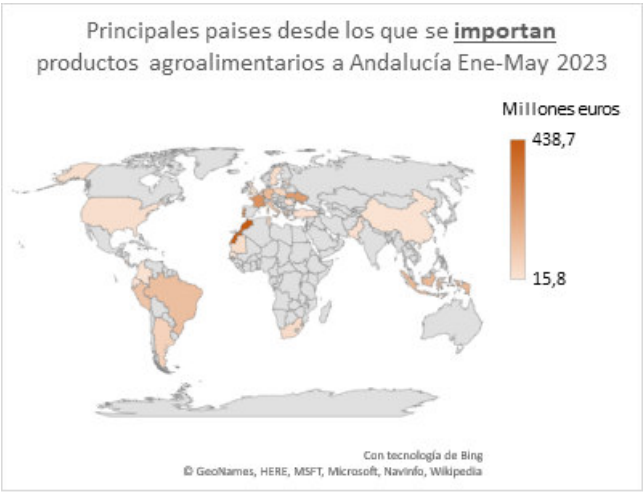 Principales paises desde los que se importan
productos agroalimentarios a Andalucía Ene-May 2023
Millones euros
438,7
15,8
Con tecnología de Bing
© GeoNames, HERE, MSFT, Microsoft, Navinfo, Wikipedia